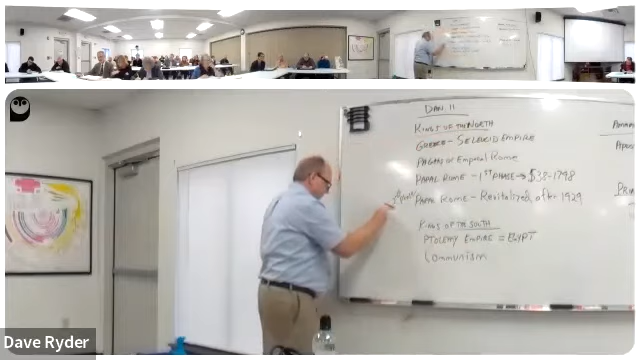 DAN. 11
KINGS OF THE NORTH
GREECE - SELEUCID EMPIRE
PAGAN or Emperial Rome
PAPAL ROME - 1ST PHASE → 538-1798
PAPAL ROME - Revitalized after 1929
KINGS OF THE SOUTH
PTOLEMY EMPIRE = EGYPT
Communism
Dave Ryder